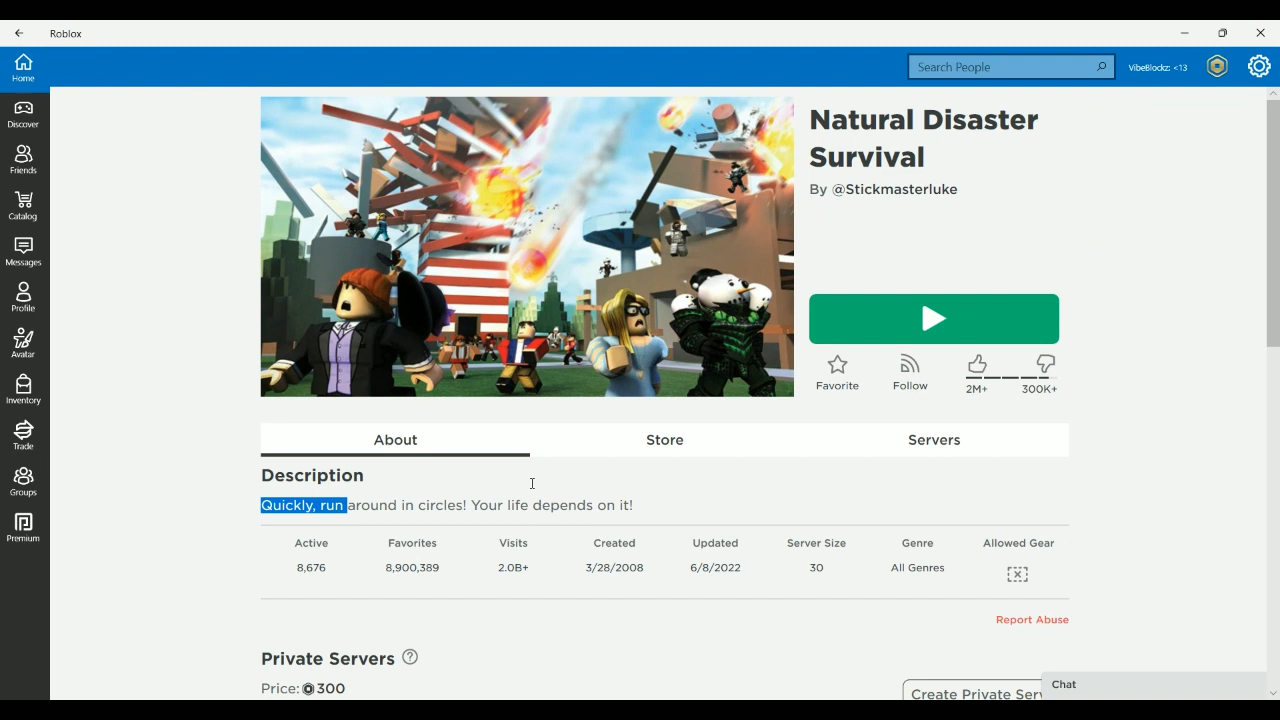 Roblox
Home
Search People
VibeBlockz: <13
Discover
Friends
Catalog
Messages
Profile
Avatar
Inventory
Trade
Groups
Premium
Natural Disaster
Survival
By @Stickmasterluke
Favorite
Follow
2M+
300K+
About
Store
Servers
Description
Quickly, run around in circles! Your life depends on it!
Active Favorites Visits Created Updated Server Size Genre Allowed Gear
8,676 8,900,389 2.0B+ 3/28/2008 6/8/2022 30 All Genres
Report Abuse
Private Servers
Price: 300
Create Private Serv
Chat